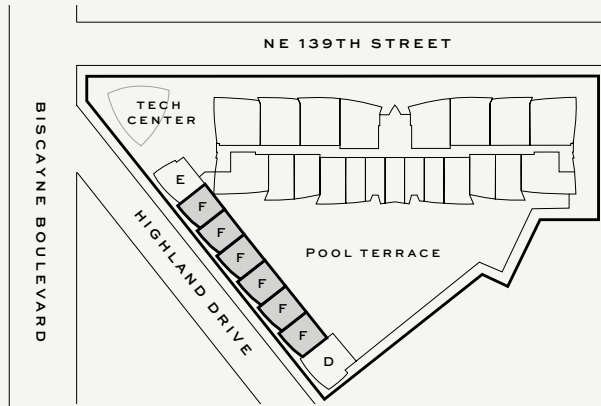 NE 139TH STREET
TECH
CENTER
BISCAYNE BOULEVARD
E
F
F
F
F
F
F
D
HIGHLAND DRIVE
POOL TERRACE